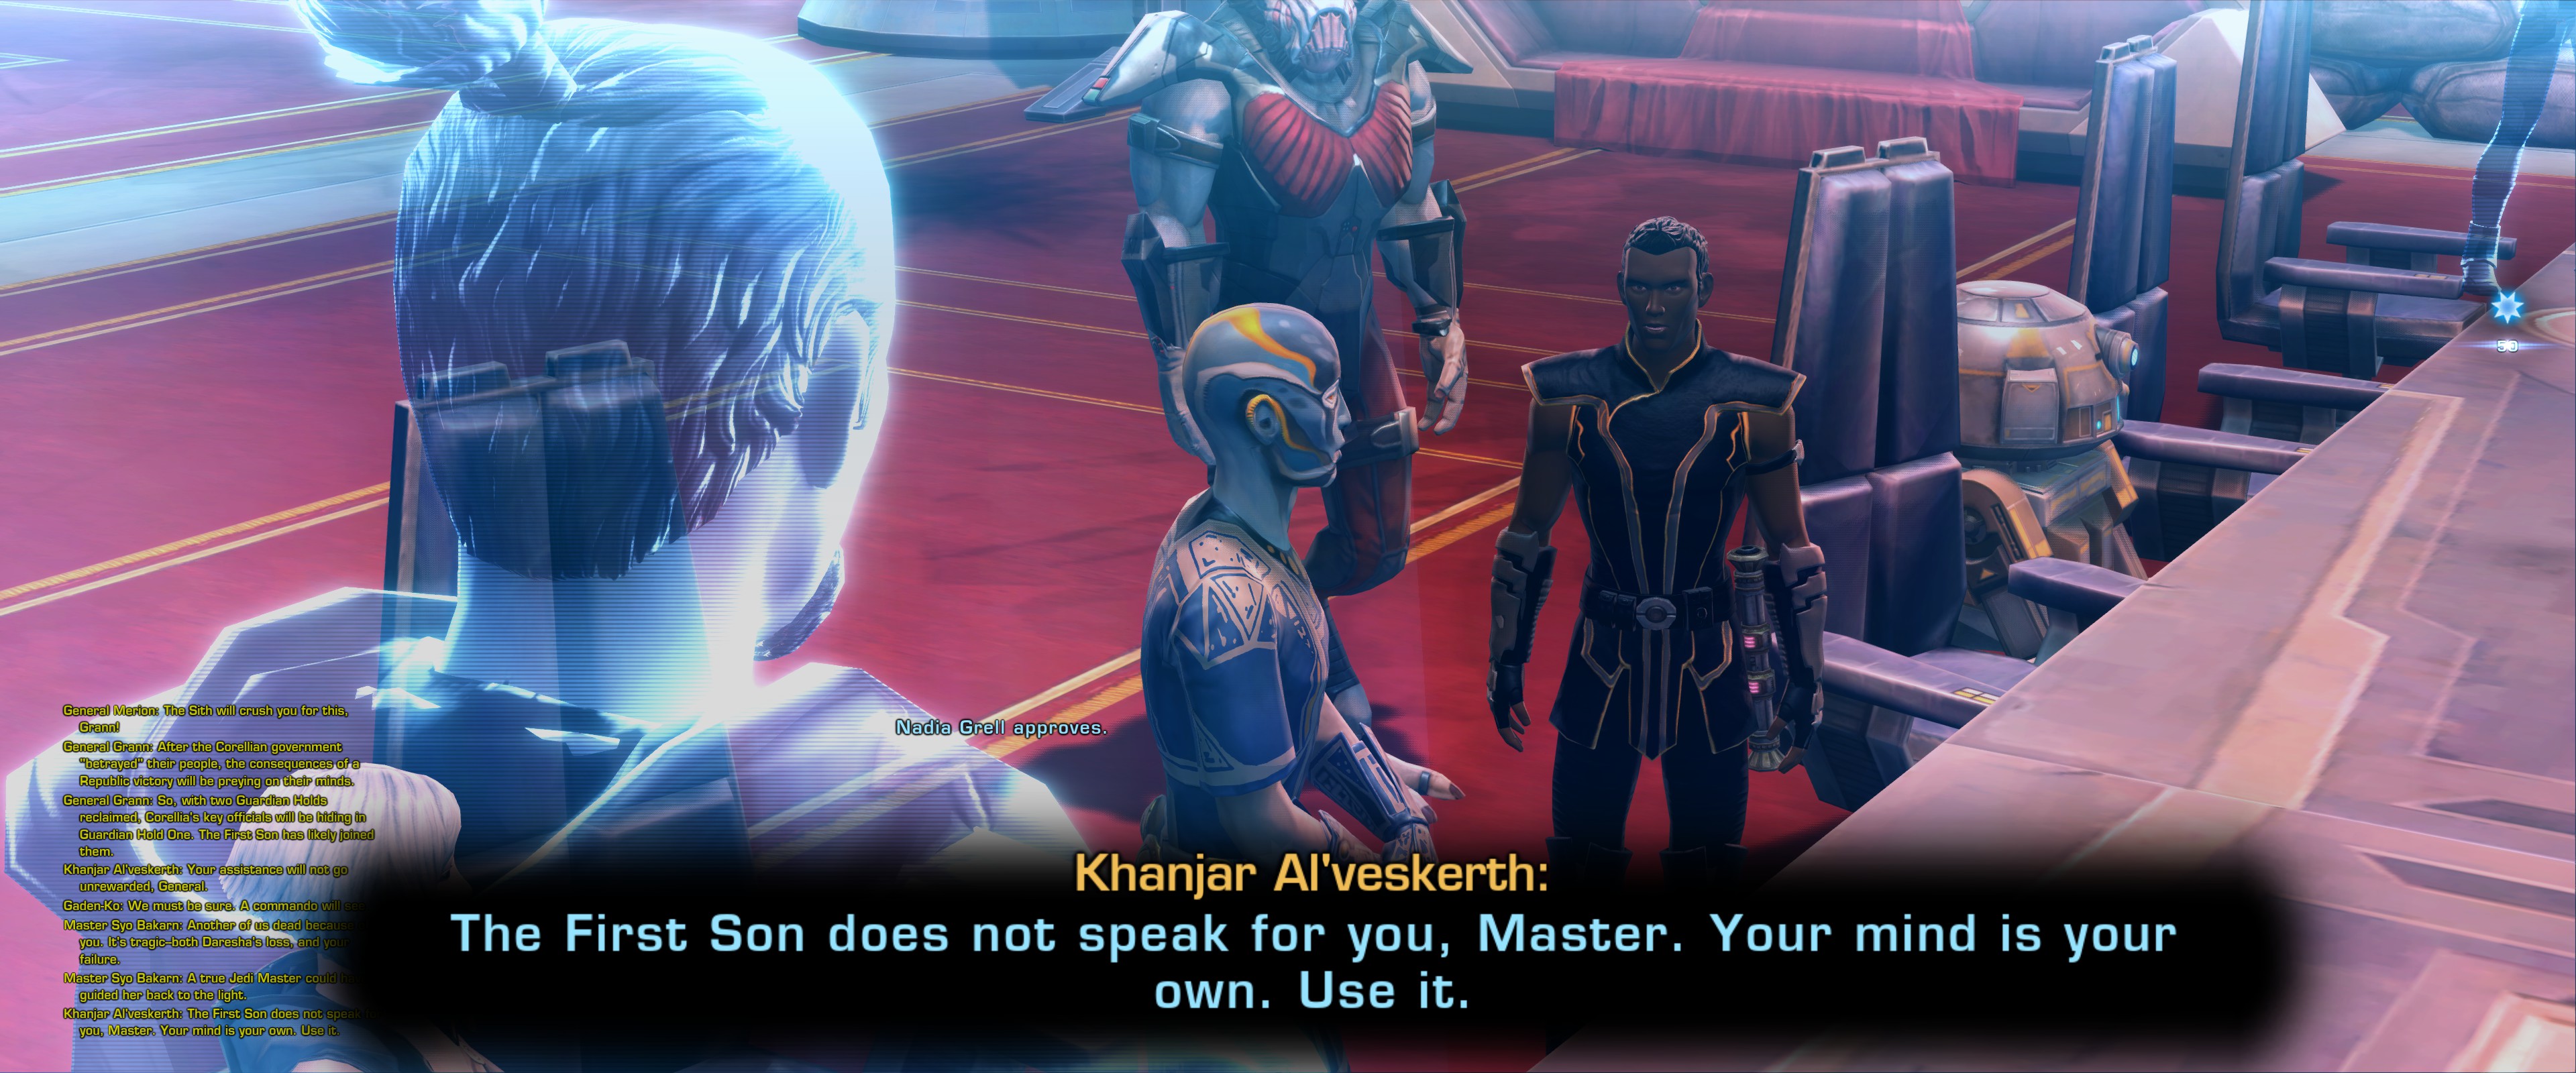 53
Nadia Grell approves.
General Merion: The Sith will crush you for this,
Grann!
General Grann: After the Corellian government
"betrayed" their people, the consequences of a
Republic victory will be preying on their minds.
General Grann: So, with two Guardian Holds
reclaimed, Corellia's key officials will be hiding in
Guardian Hold One. The First Son has likely joined
them.
Khanjar Al'veskerth: Your assistance will not go
unrewarded, General.
Gaden-Ko: We must be sure. A commando will
Master Syo Bakarn: Another of us dead because
you. It's tragic–both Daresha's loss, and your
failure.
Master Syo Bakarn: A true Jedi Master could
guided her back to the light.
Khanjar Al'veskerth: The First Son does not speak
you, Master. Your mind is your own. Use it.
Khanjar Al'veskerth:
The First Son does not speak for you, Master. Your mind is your
own. Use it.